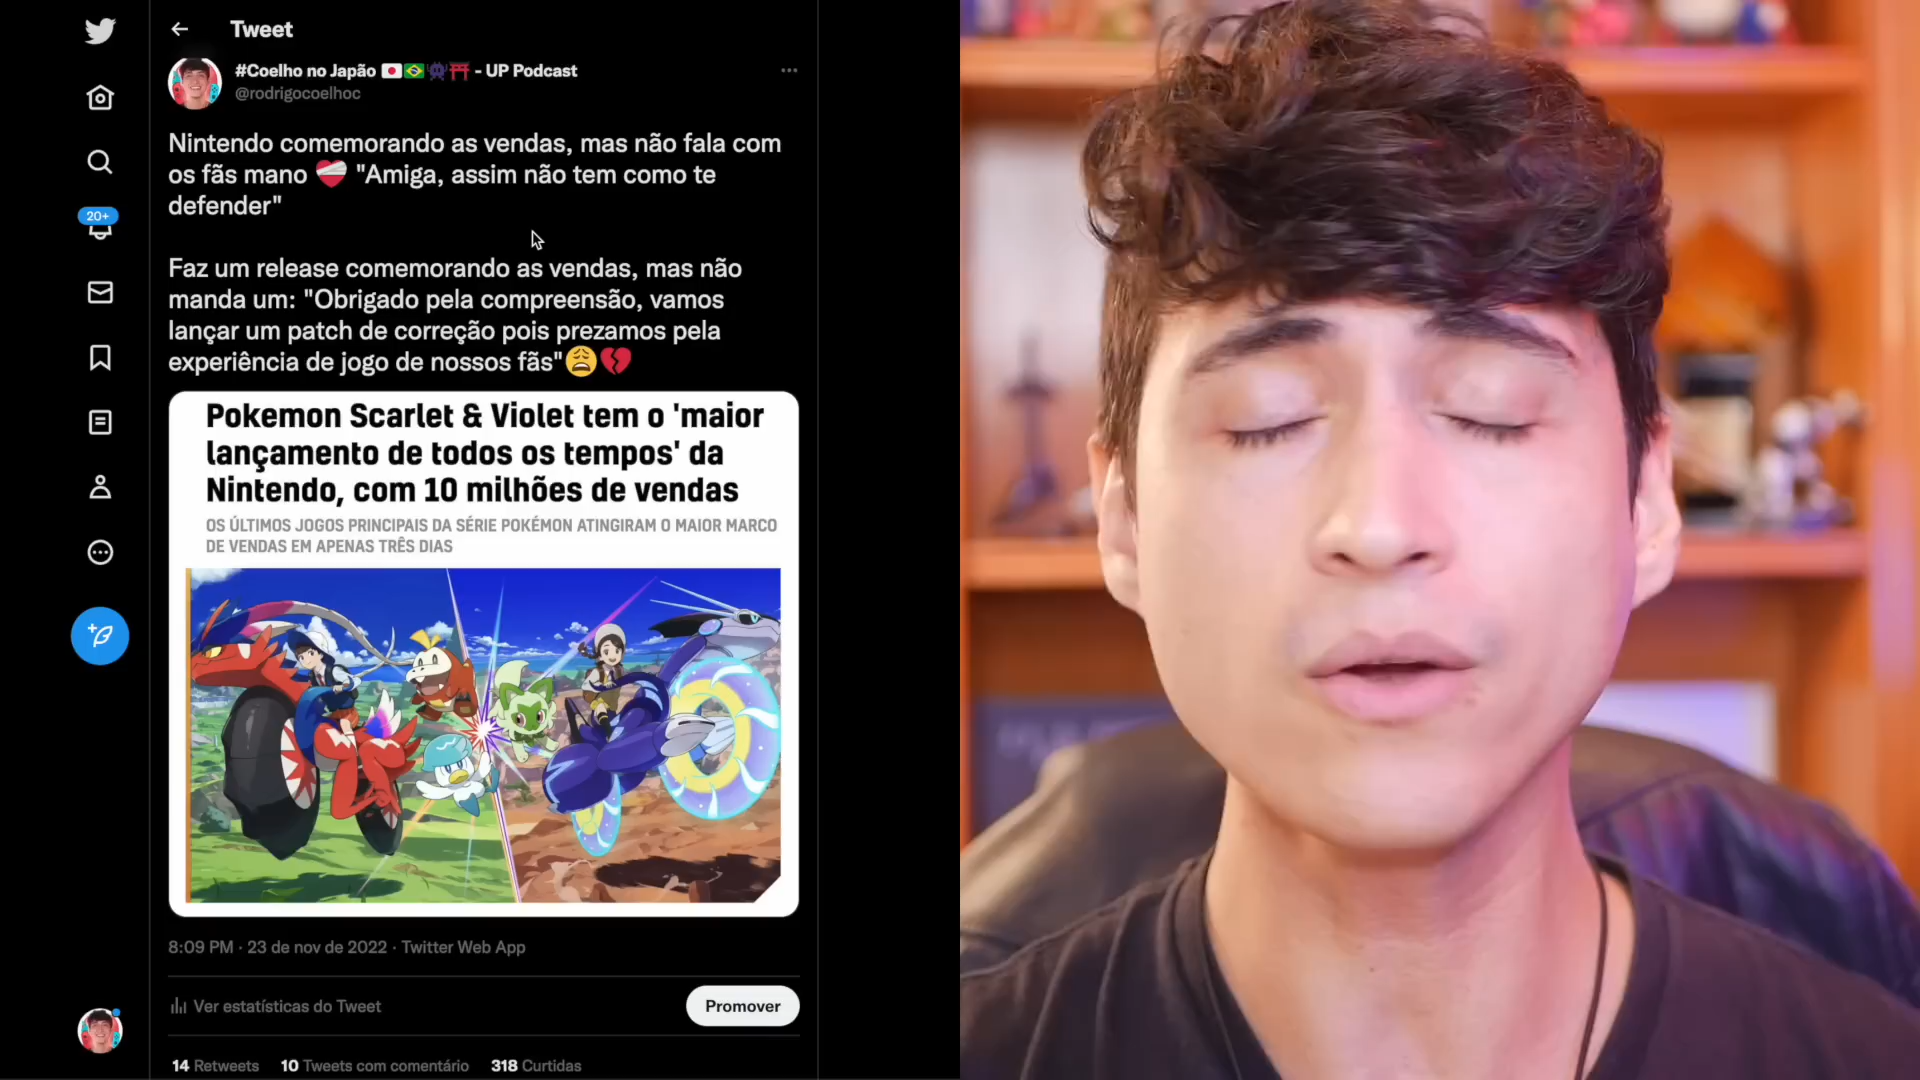 Tweet
#Coelho no Japão 🇯🇵🇧🇷👾⛩️ - UP Podcast
@rodrigocoelhoc
Nintendo comemorando as vendas, mas não fala com
os fãs mano ❤️‍🩹 "Amiga, assim não tem como te
defender"
20+
Faz um release comemorando as vendas, mas não
manda um: "Obrigado pela compreensão, vamos
lançar um patch de correção pois prezamos pela
experiência de jogo de nossos fãs"😩💔
Pokemon Scarlet & Violet tem o 'maior
lançamento de todos os tempos' da
Nintendo, com 10 milhões de vendas
OS ÚLTIMOS JOGOS PRINCIPAIS DA SÉRIE POKÉMON ATINGIRAM O MAIOR MARCO
DE VENDAS EM APENAS TRÊS DIAS
8:09 PM · 23 de nov de 2022 · Twitter Web App
Ver estatísticas do Tweet
Promover
14 Retweets 10 Tweets com comentário 318 Curtidas